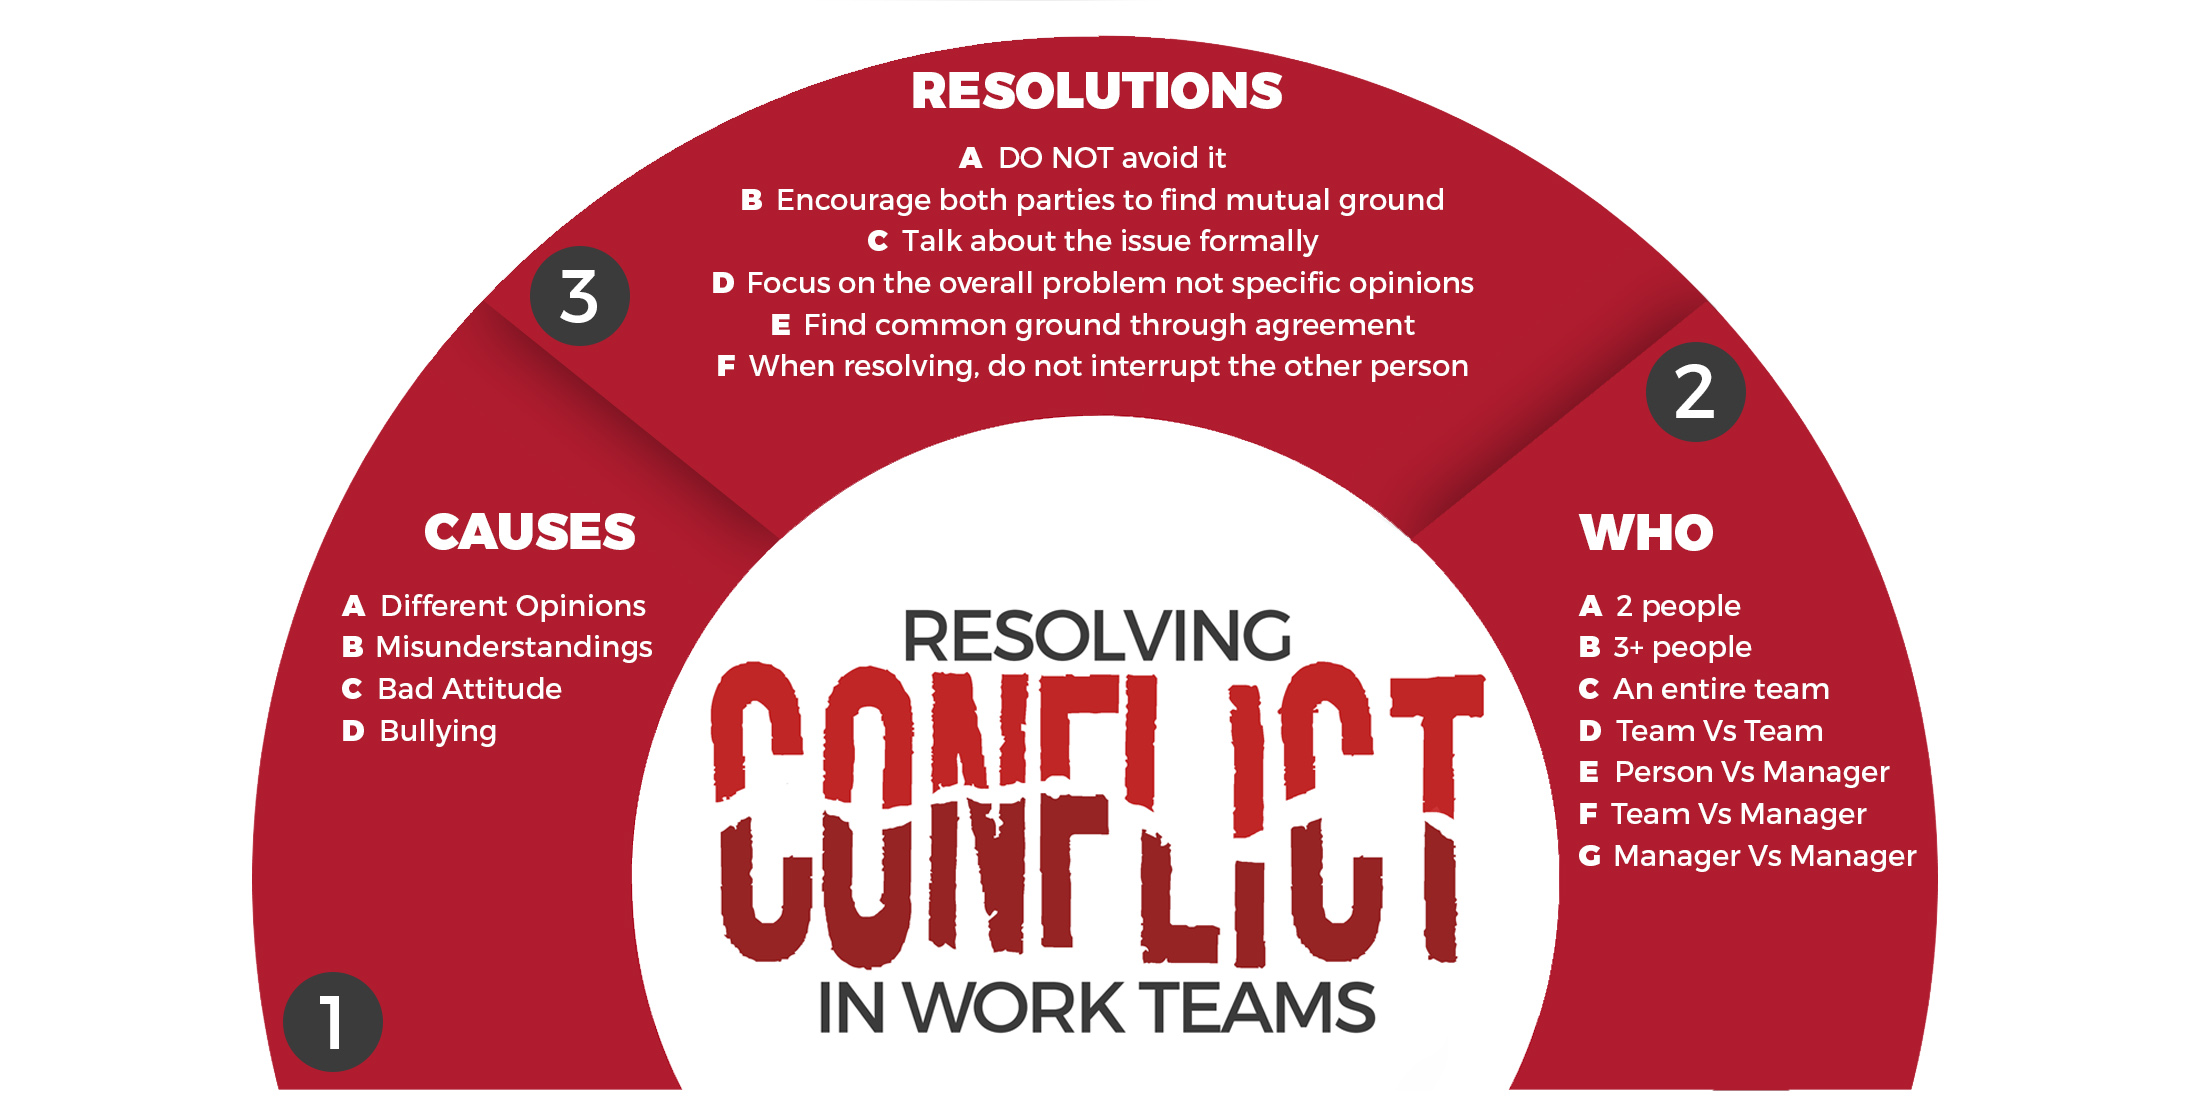 RESOLUTIONS
A DO NOT avoid it
B Encourage both parties to find mutual ground
C Talk about the issue formally
D Focus on the overall problem not specific opinions
E Find common ground through agreement
F When resolving, do not interrupt the other person
3
2
CAUSES
A Different Opinions
B Misunderstandings
C Bad Attitude
D Bullying
1
RESOLVING
CONFLICT
IN WORK TEAMS
WHO
A 2 people
B 3+ people
C An entire team
D Team Vs Team
E Person Vs Manager
F Team Vs Manager
G Manager Vs Manager